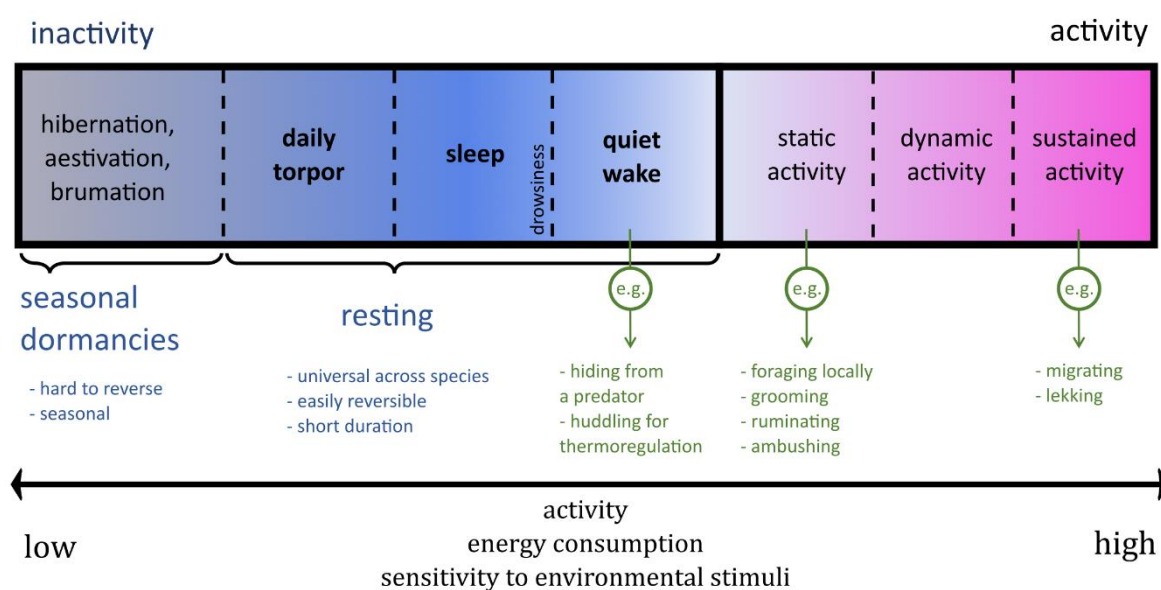 inactivity
activity
hibernation,
aestivation,
brumation
daily
torpor
sleep
drowsiness
quiet
wake
static
activity
dynamic
activity
sustained
activity
seasonal
dormancies
- hard to reverse
- seasonal
resting
- universal across species
- easily reversible
- short duration
e.g.
- hiding from
a predator
- huddling for
thermoregulation
e.g.
- foraging locally
- grooming
- ruminating
- ambushing
e.g.
- migrating
- lekking
low
activity
energy consumption
sensitivity to environmental stimuli
high